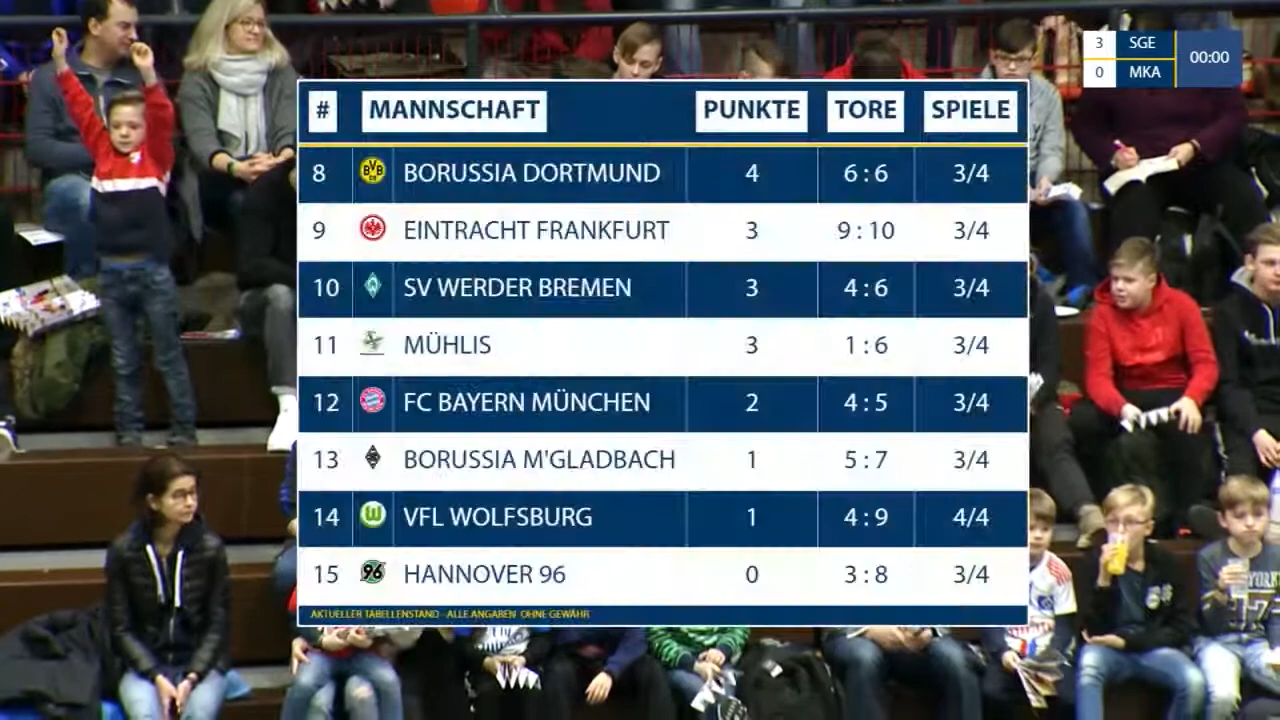 3 SGE
0 MKA
00:00
# MANNSCHAFT PUNKTE TORE SPIELE
8 BVB 09 BORUSSIA DORTMUND 4 6 : 6 3/4
9 EINTRACHT FRANKFURT 3 9 : 10 3/4
10 SV WERDER BREMEN 3 4 : 6 3/4
11 MÜHLIS 3 1 : 6 3/4
12 FC BAYERN MÜNCHEN 2 4 : 5 3/4
13 BORUSSIA M'GLADBACH 1 5 : 7 3/4
14 W VFL WOLFSBURG 1 4 : 9 4/4
15 96 HANNOVER 96 0 3 : 8 3/4
AKTUELLER TABELLENSTAND - ALLE ANGABEN OHNE GEWÄHR